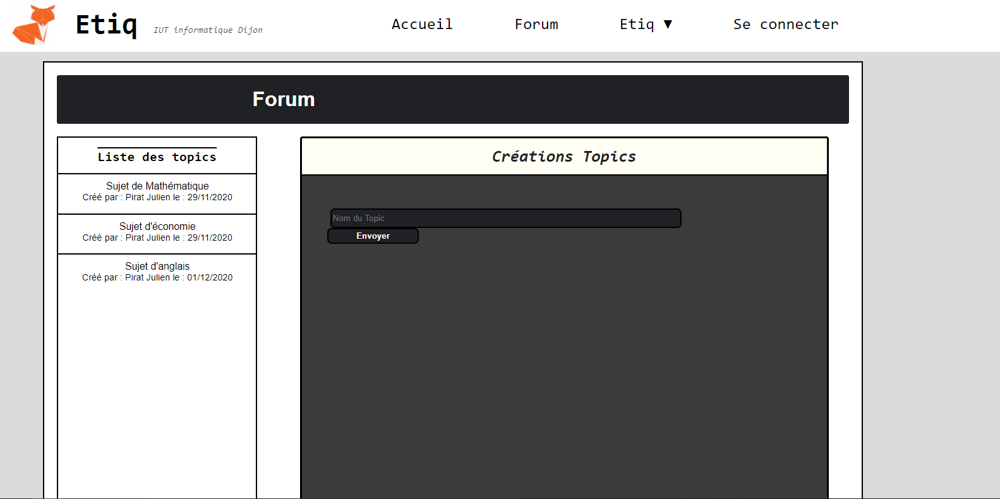 Etiq IUT informatique Dijon Accueil Forum Etiq ▼ Se connecter
Forum
Liste des topics
Sujet de Mathématique
Créé par : Pirat Julien le : 29/11/2020
Sujet d'économie
Créé par : Pirat Julien le : 29/11/2020
Sujet d'anglais
Créé par : Pirat Julien le : 01/12/2020
Créations Topics
Nom du Topic
Envoyer